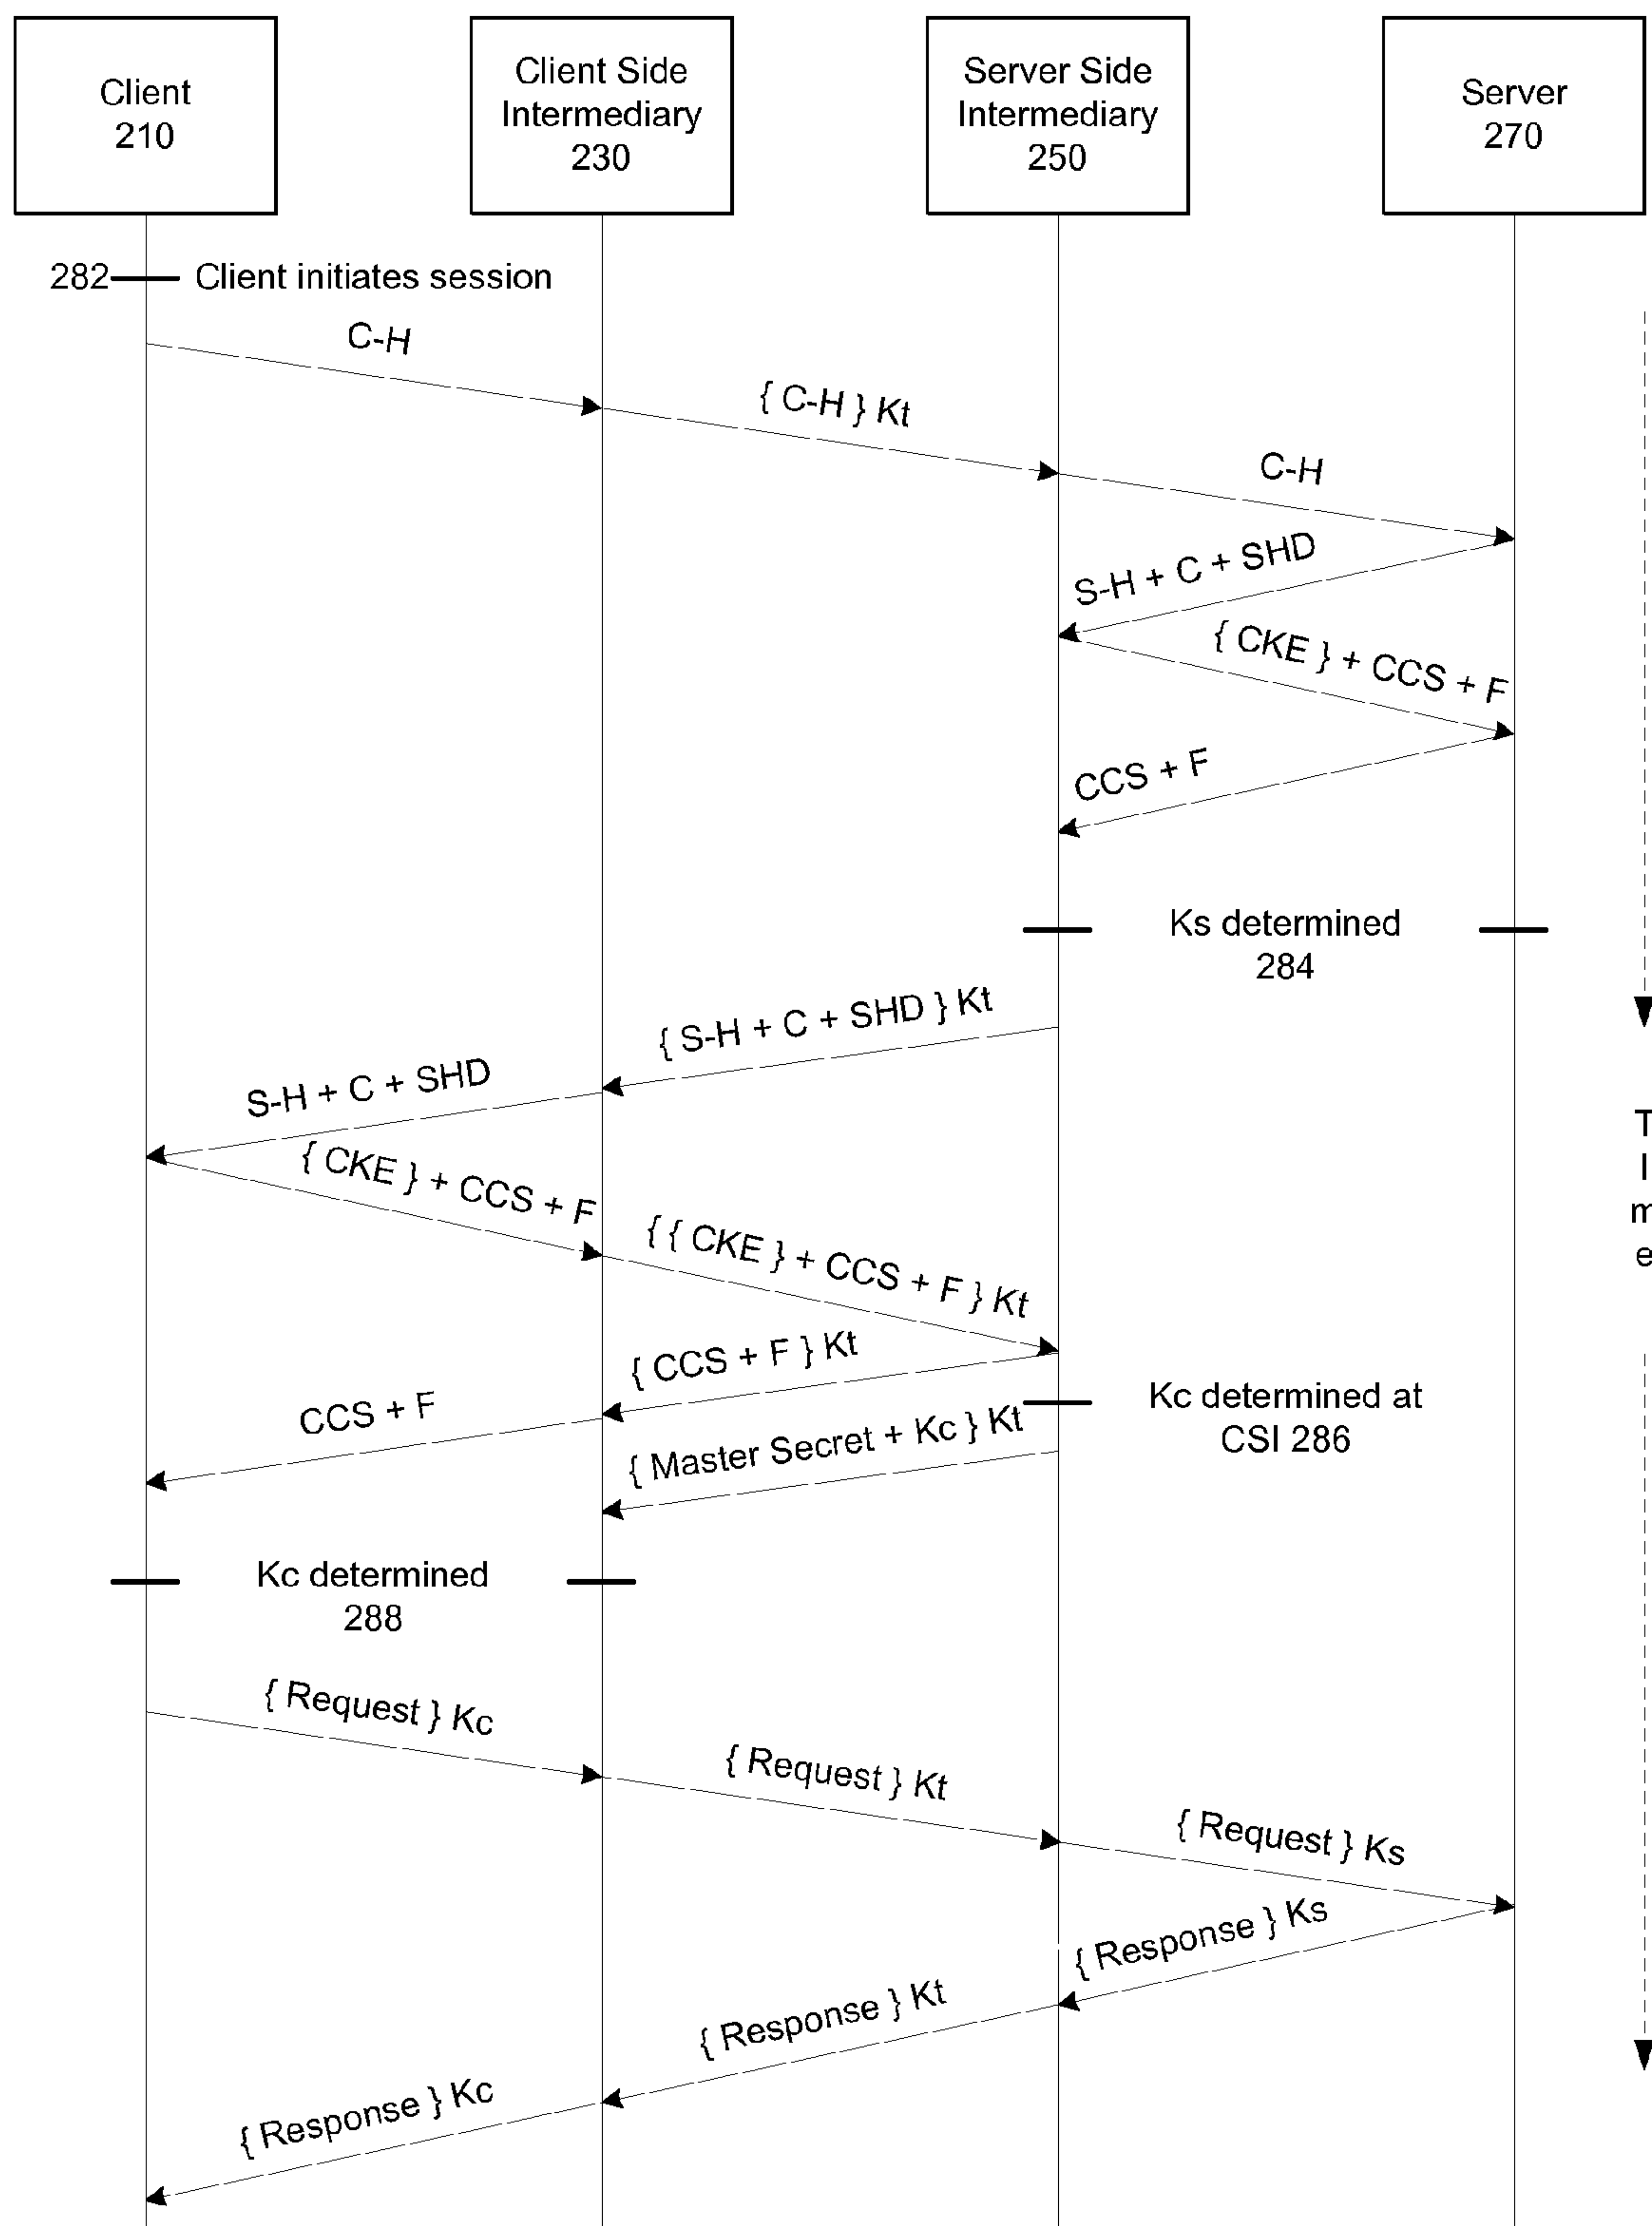 Client
210
Client Side
Intermediary
230
Server Side
Intermediary
250
Server
270
282
Client initiates session
C-H
{ C-H } Kt
C-H
S-H + C + SHD
{ CKE } + CCS + F
CCS + F
Ks determined
284
{ S-H + C + SHD } Kt
S-H + C + SHD
{ CKE } + CCS + F
{ { CKE } + CCS + F } Kt
{ CCS + F } Kt
CCS + F
Kc determined at
CSI 286
{ Master Secret + Kc } Kt
Kc determined
288
{ Request } Kc
{ Request } Kt
{ Request } Ks
{ Response } Ks
{ Response } Kt
{ Response } Kc